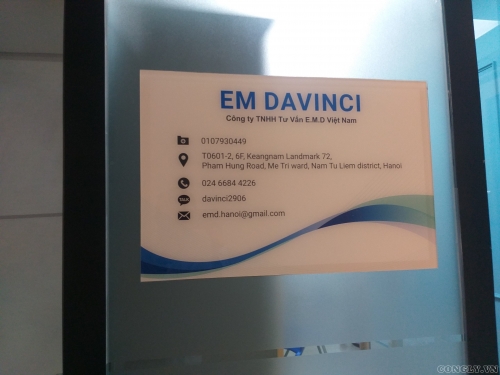 EM DAVINCI
Công ty TNHH Tư Vấn E.M.D Việt Nam
0107930449
T0601-2, 6F, Keangnam Landmark 72,
Pham Hung Road, Me Tri ward, Nam Tu Liem district, Hanoi
024 6684 4226
TALK
davinci2906
emd.hanoi@gmail.com
CONGLY.VN